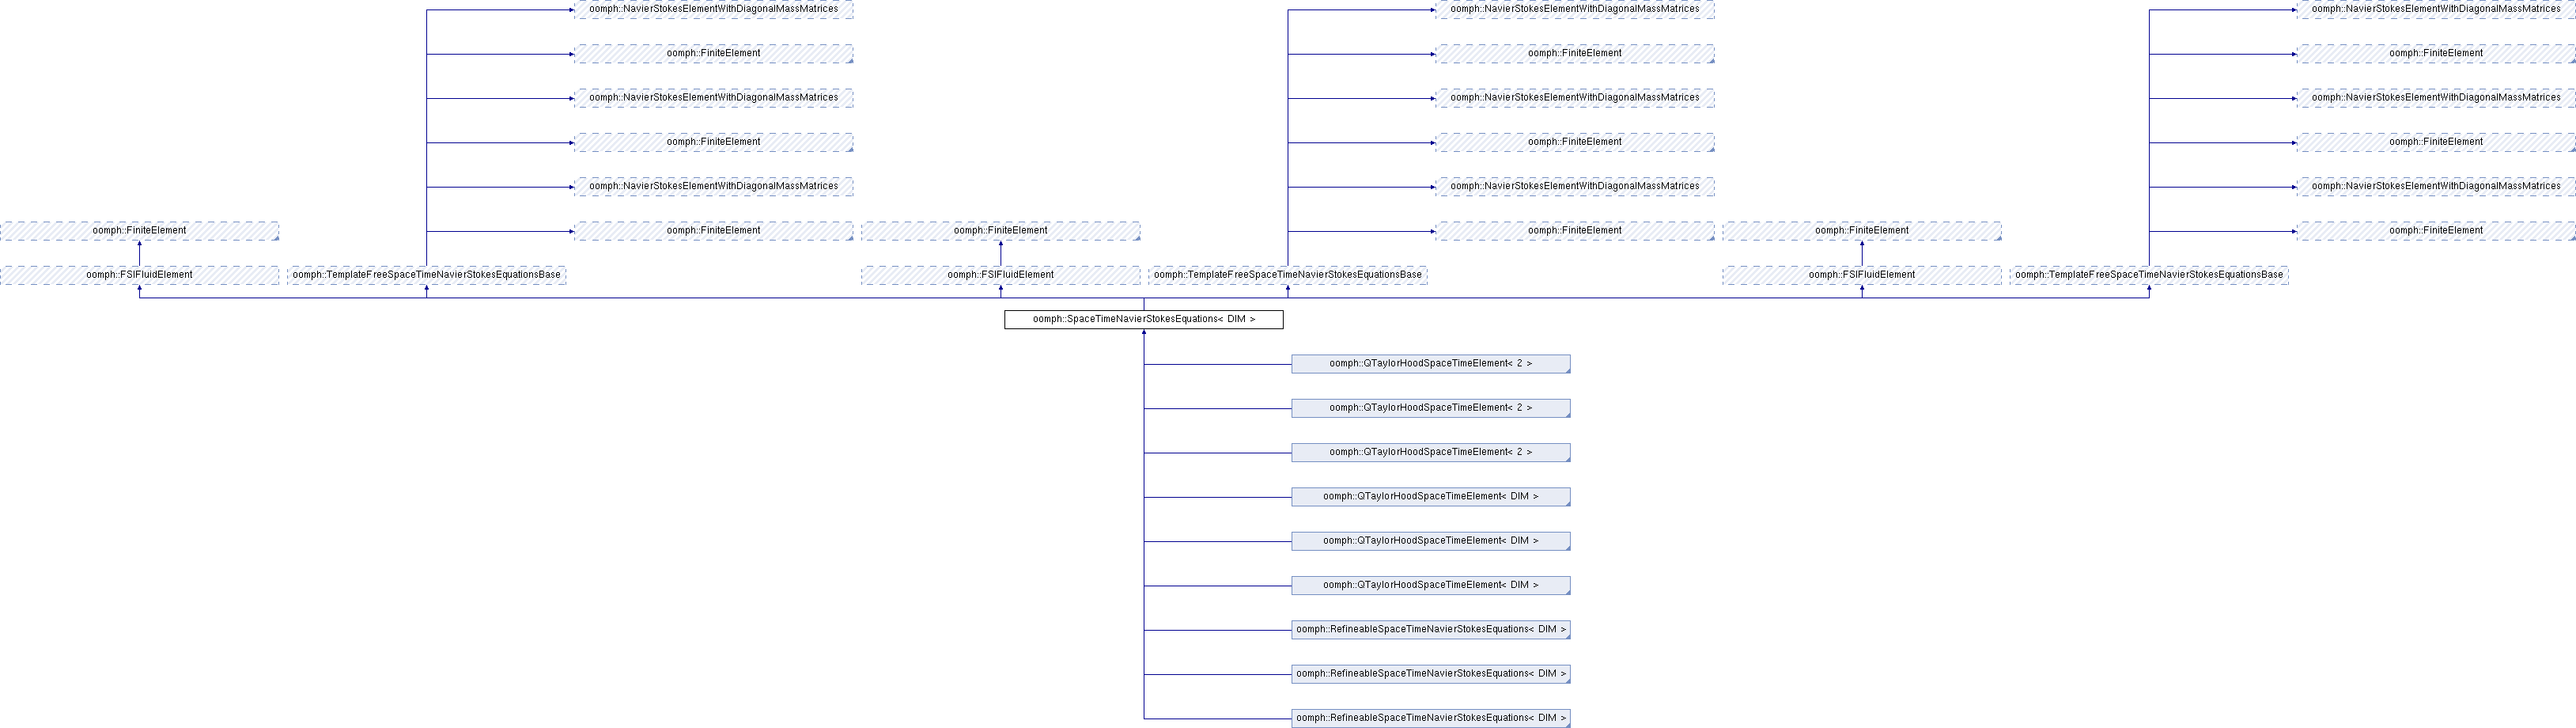 oomph::NavierStokesElementWithDiagonalMassMatrices oomph::NavierStokesElementWithDiagonalMassMatrices oomph::NavierStokesElementWithDiagonalMassMatrices
oomph::FiniteElement oomph::FiniteElement oomph::FiniteElement
oomph::NavierStokesElementWithDiagonalMassMatrices oomph::NavierStokesElementWithDiagonalMassMatrices oomph::NavierStokesElementWithDiagonalMassMatrices
oomph::FiniteElement oomph::FiniteElement oomph::FiniteElement
oomph::NavierStokesElementWithDiagonalMassMatrices oomph::NavierStokesElementWithDiagonalMassMatrices oomph::NavierStokesElementWithDiagonalMassMatrices
oomph::FiniteElement oomph::FiniteElement oomph::FiniteElement oomph::FiniteElement oomph::FiniteElement oomph::FiniteElement
oomph::FSIFluidElement oomph::TemplateFreeSpaceTimeNavierStokesEquationsBase oomph::FSIFluidElement oomph::TemplateFreeSpaceTimeNavierStokesEquationsBase oomph::FSIFluidElement oomph::TemplateFreeSpaceTimeNavierStokesEquationsBase
oomph::SpaceTimeNavierStokesEquations< DIM >
oomph::QTaylorHoodSpaceTimeElement< 2 >
oomph::QTaylorHoodSpaceTimeElement< 2 >
oomph::QTaylorHoodSpaceTimeElement< 2 >
oomph::QTaylorHoodSpaceTimeElement< DIM >
oomph::QTaylorHoodSpaceTimeElement< DIM >
oomph::QTaylorHoodSpaceTimeElement< DIM >
oomph::RefineableSpaceTimeNavierStokesEquations< DIM >
oomph::RefineableSpaceTimeNavierStokesEquations< DIM >
oomph::RefineableSpaceTimeNavierStokesEquations< DIM >